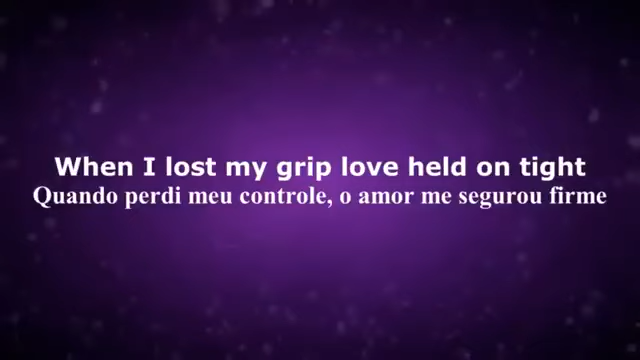 When I lost my grip love held on tight
Quando perdi meu controle, o amor me segurou firme